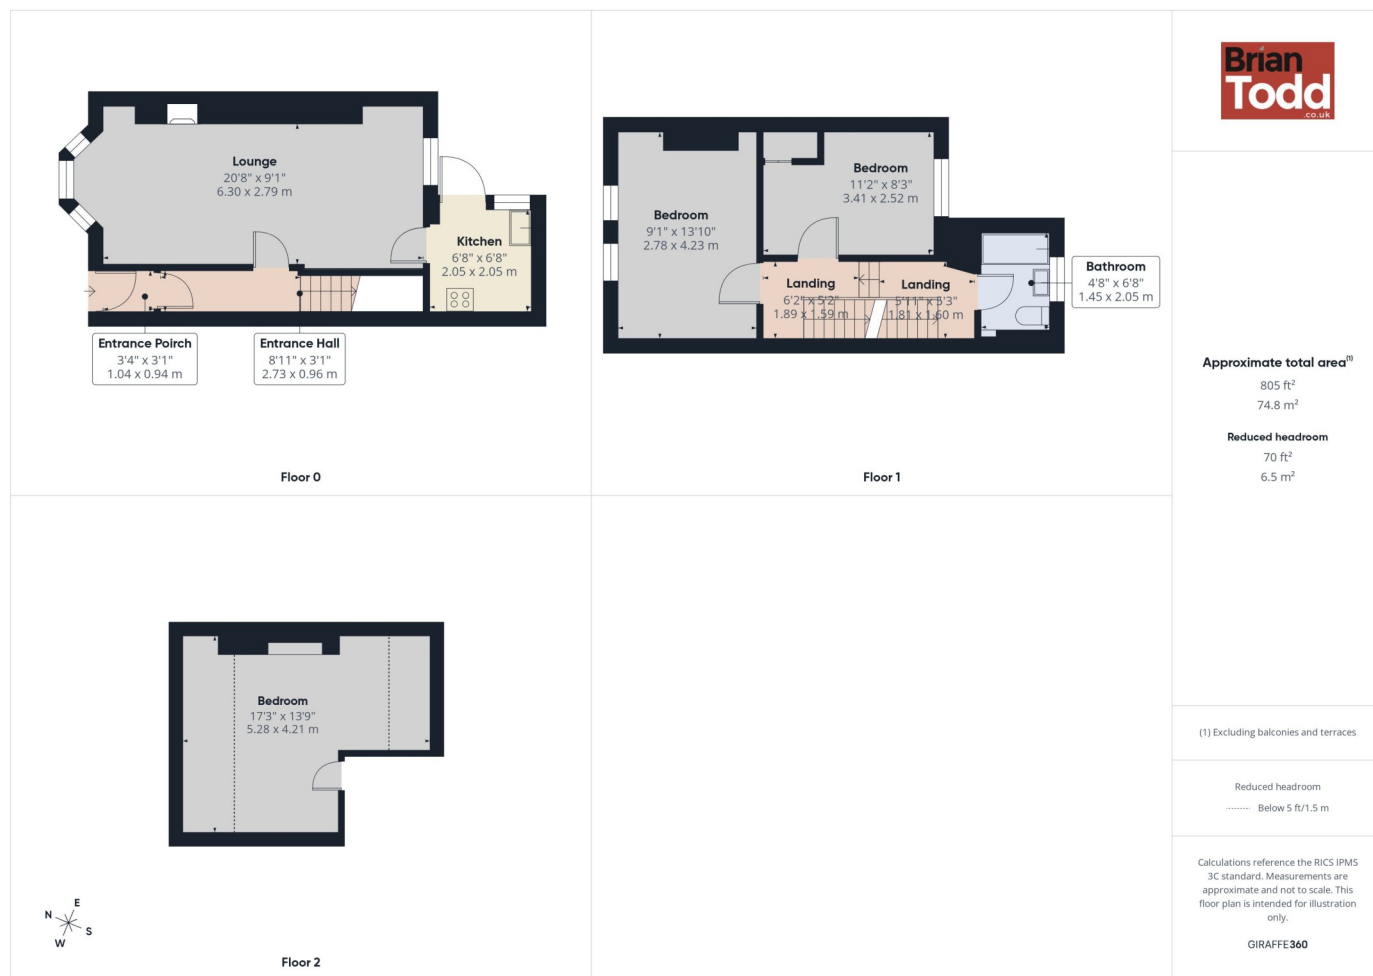 Lounge
20'8" x 9'1"
6.30 x 2.79 m
Kitchen
6'8" x 6'8"
2.05 x 2.05 m
Entrance Poirch
3'4" x 3'1"
1.04 x 0.94 m
Entrance Hall
8'11" x 3'1"
2.73 x 0.96 m
Floor 0
Bedroom
9'1" x 13'10"
2.78 x 4.23 m
Bedroom
11'2" x 8'3"
3.41 x 2.52 m
Landing
6'2" x 5'2"
1.89 x 1.59 m
Landing
5'11" x 5'3"
1.81 x 1.60 m
Bathroom
4'8" x 6'8"
1.45 x 2.05 m
Floor 1
Bedroom
17'3" x 13'9"
5.28 x 4.21 m
N
E
S
W
Floor 2
Brian
Todd
.co.uk
Approximate total area(1)
805 ft²
74.8 m²
Reduced headroom
70 ft²
6.5 m²
(1) Excluding balconies and terraces
Reduced headroom
Below 5 ft/1.5 m
Calculations reference the RICS IPMS
3C standard. Measurements are
approximate and not to scale. This
floor plan is intended for illustration
only.
GIRAFFE360